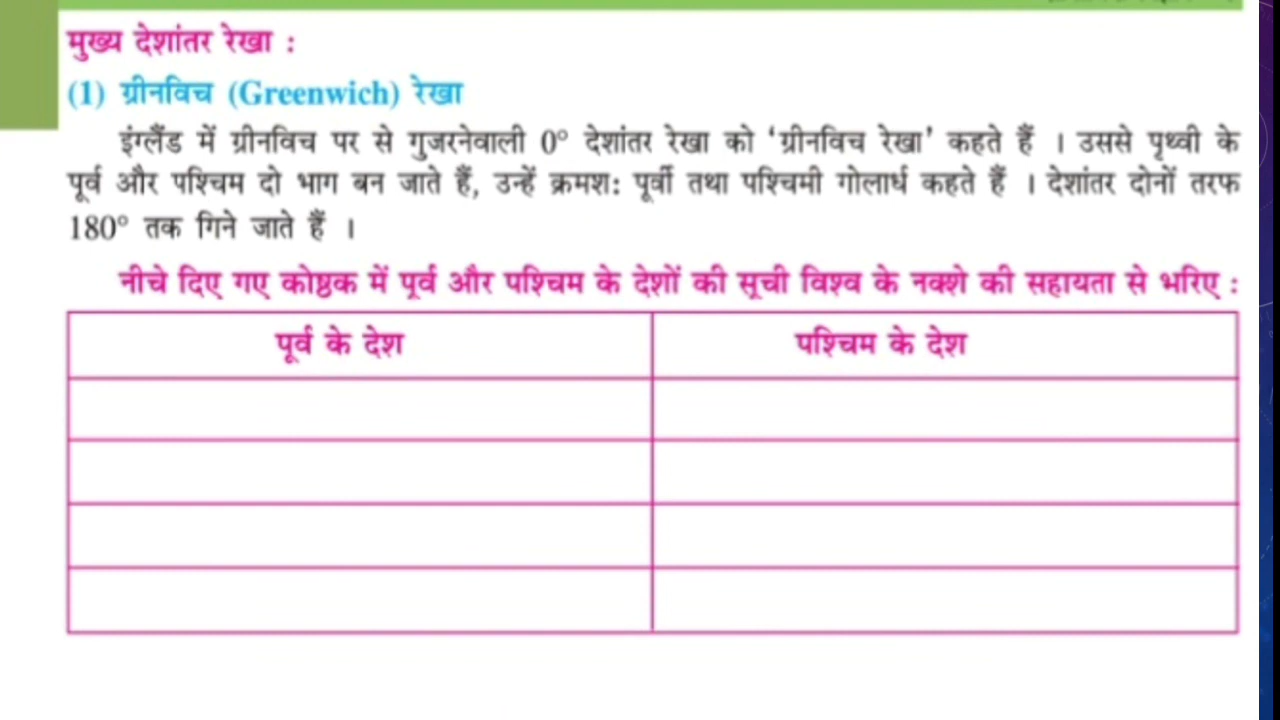 मुख्य देशांतर रेखा :
(1) ग्रीनविच (Greenwich) रेखा
इंग्लैंड में ग्रीनविच पर से गुजरनेवाली 0° देशांतर रेखा को ‘ग्रीनविच रेखा’ कहते हैं । उससे पृथ्वी के
पूर्व और पश्चिम दो भाग बन जाते हैं, उन्हें क्रमश: पूर्वी तथा पश्चिमी गोलार्ध कहते हैं । देशांतर दोनों तरफ
180° तक गिने जाते हैं ।
नीचे दिए गए कोष्ठक में पूर्व और पश्चिम के देशों की सूची विश्व के नक्शे की सहायता से भरिए :
पूर्व के देश
पश्चिम के देश